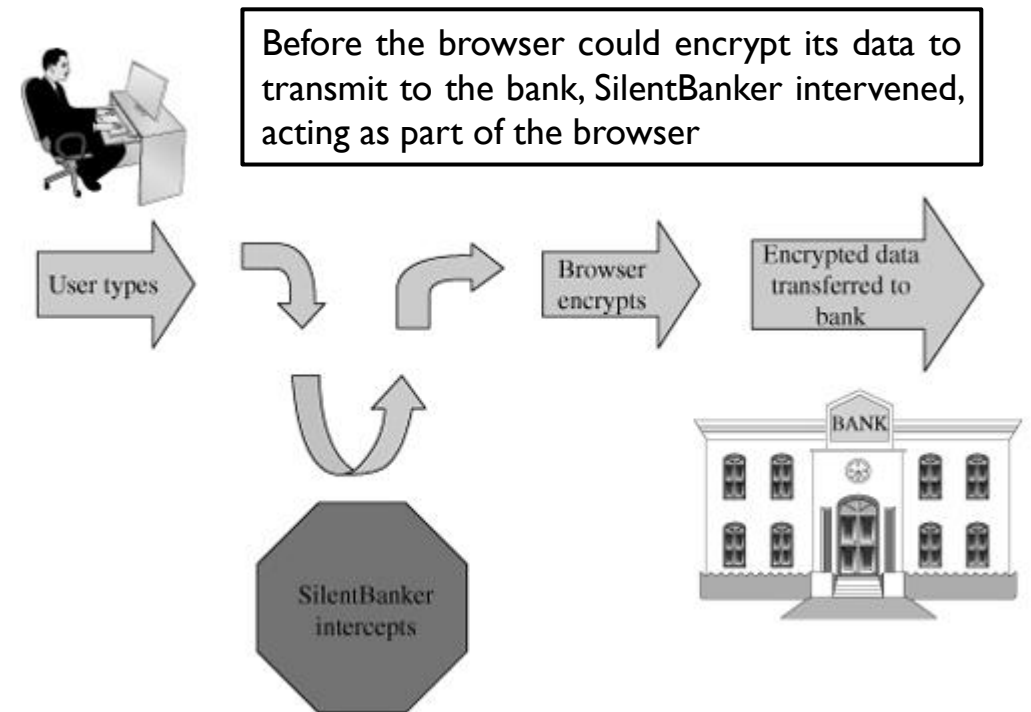 Before the browser could encrypt its data to
transmit to the bank, SilentBanker intervened,
acting as part of the browser
User types
Browser
encrypts
Encrypted data
transferred to
bank
BANK
SilentBanker
intercepts